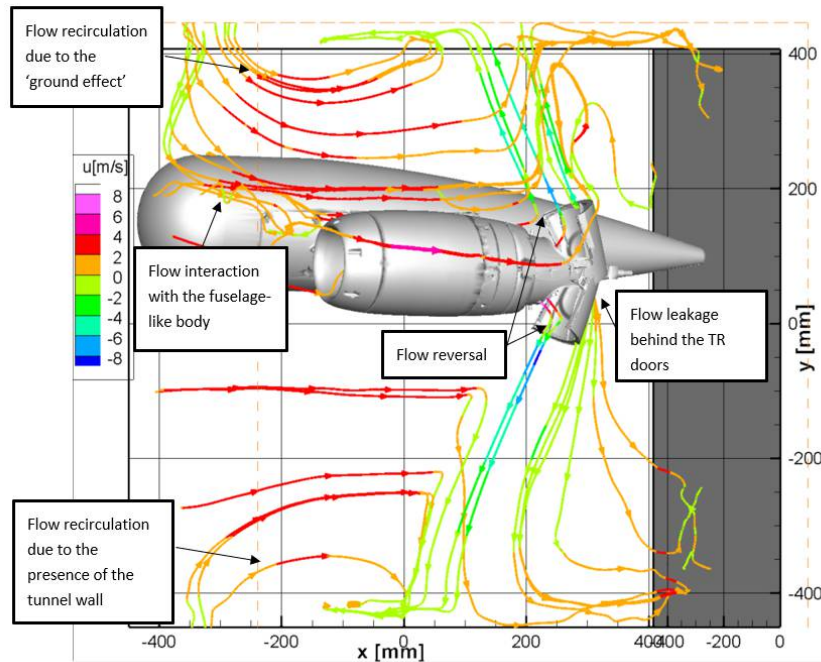 Flow recirculation
due to the
‘ground effect’
u[m/s]
8
6
4
2
0
-2
-4
-6
-8
Flow interaction
with the fuselage-
like body
Flow reversal
Flow leakage
behind the TR
doors
Flow recirculation
due to the
presence of the
tunnel wall
400
200
0
-200
-400
y [mm]
-400
-200
0
200
400
-400
-200
0
x [mm]